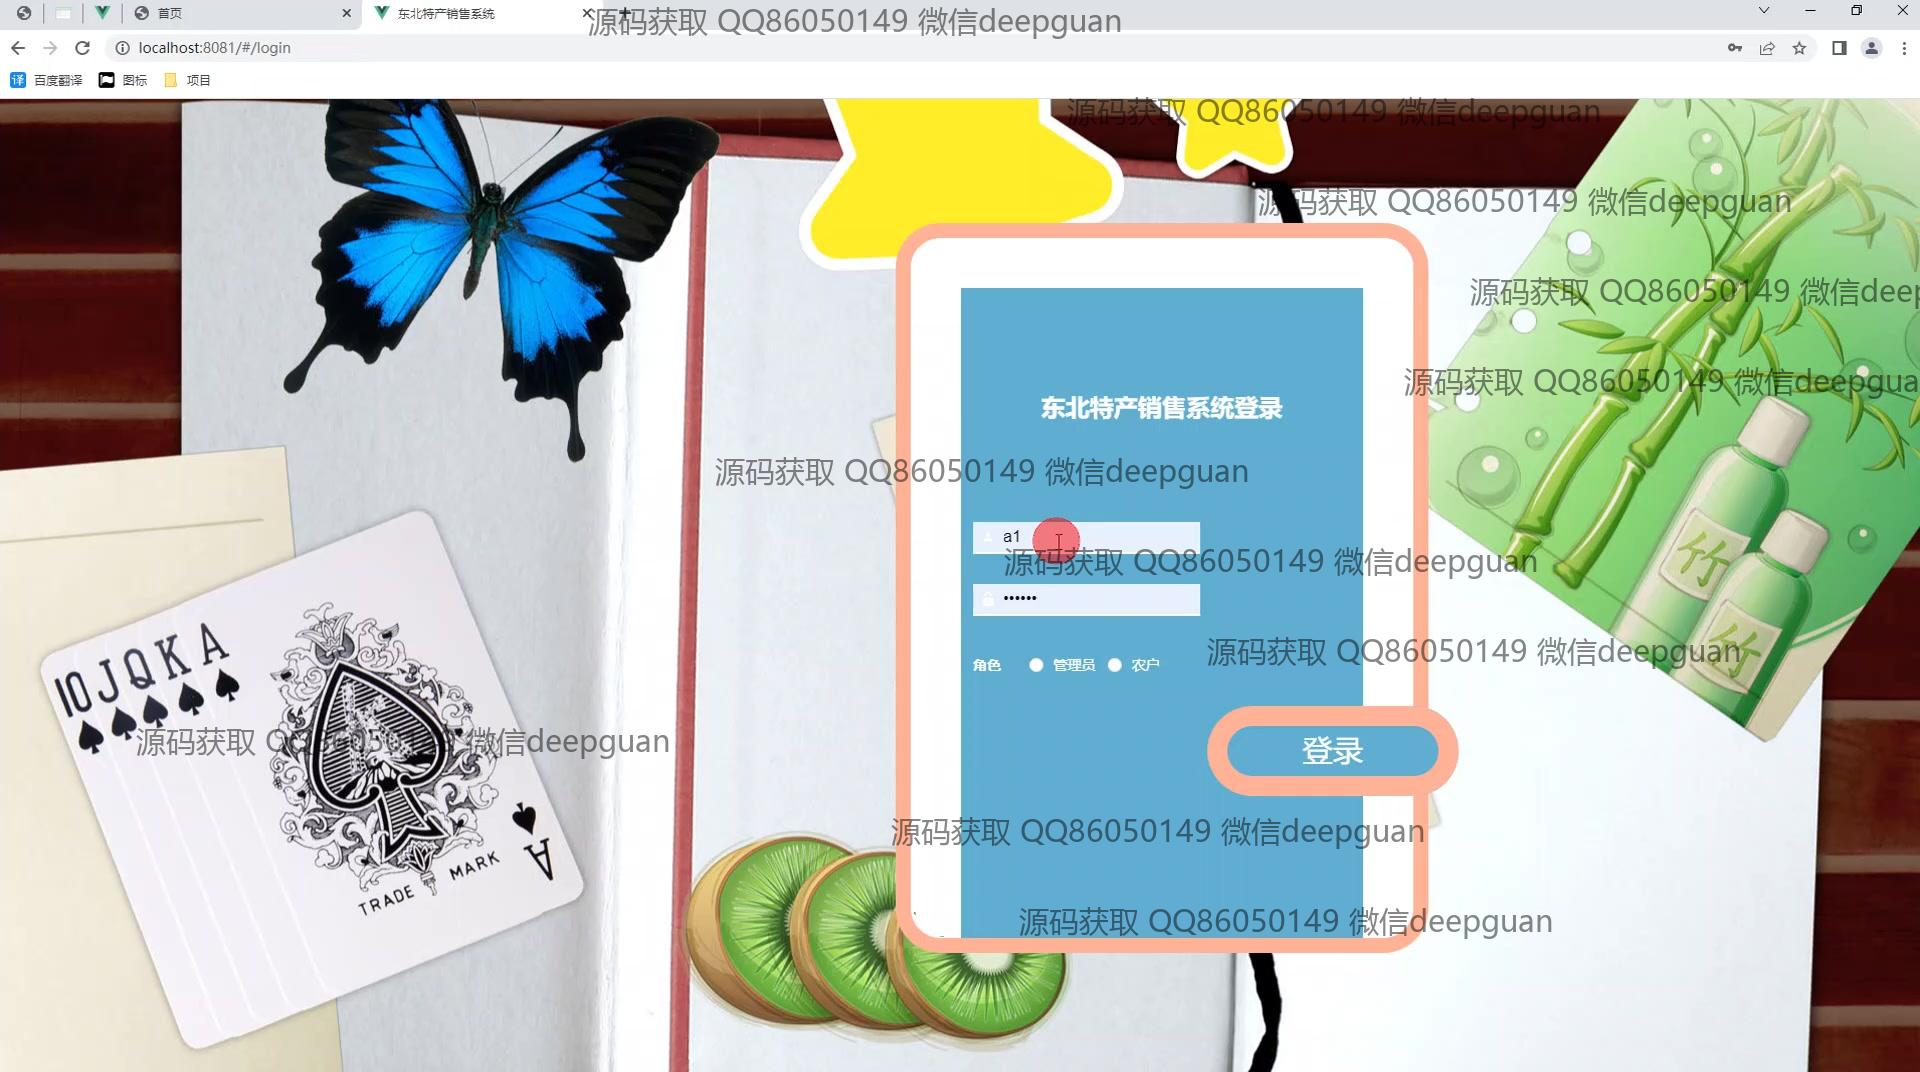 首页
东北特产销售系统
源码获取 QQ86050149 微信deepguan
localhost:8081/#/login
译 百度翻译 图标 项目
源码获取 QQ86050149 微信deepguan
源码获取 QQ86050149 微信deepguan
源码获取 QQ86050149 微信deep
源码获取 QQ86050149 微信deepgua
东北特产销售系统登录
源码获取 QQ86050149 微信deepguan
a1
源码获取 QQ86050149 微信deepguan
竹
竹
••••••
源码获取 QQ86050149 微信deepguan
角色 管理员 农户
10 J Q K A
源码获取 QQ86050149 微信deepguan
登录
源码获取 QQ86050149 微信deepguan
A
TRADE MARK
源码获取 QQ86050149 微信deepguan